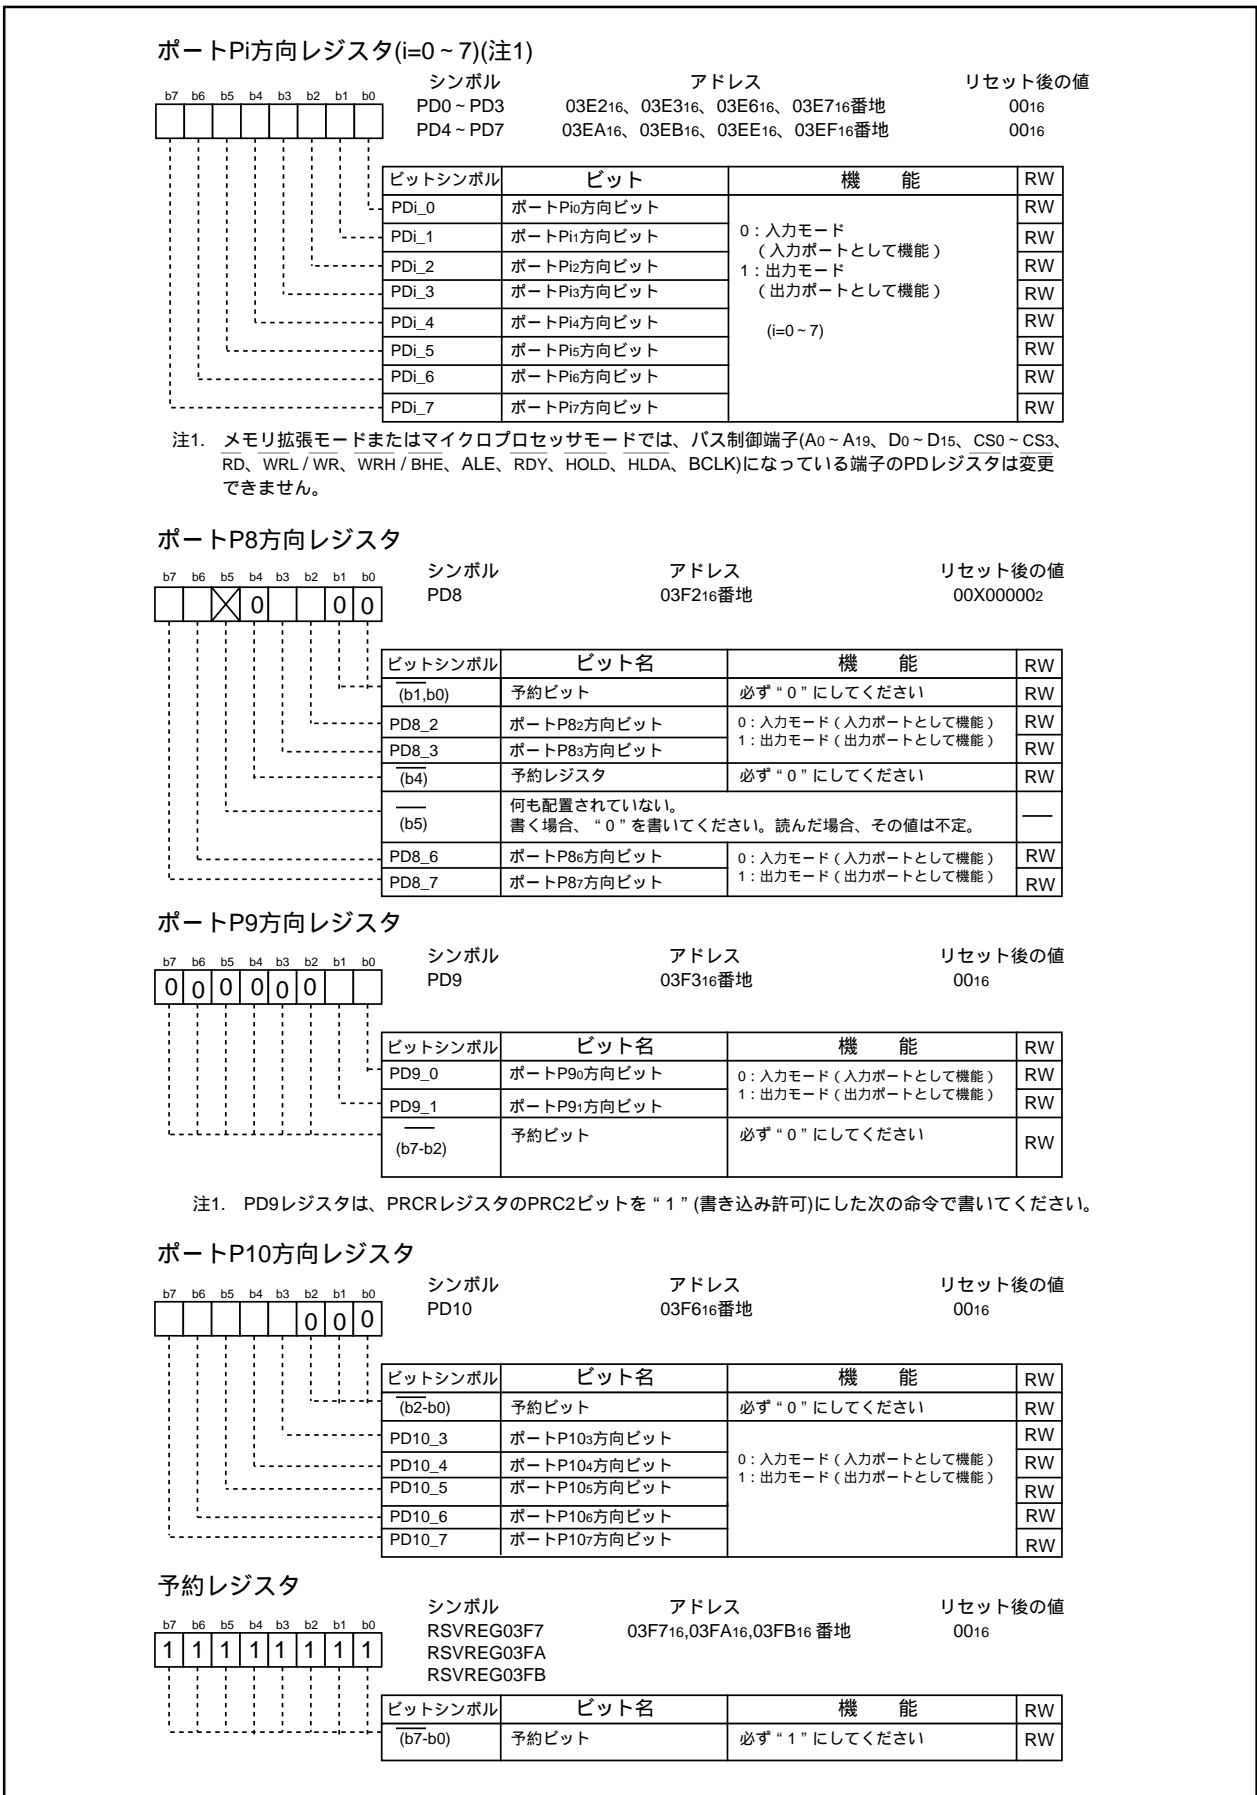 ポートPi方向レジスタ(i=0～7)(注1)
シンボル アドレス リセット後の値
b7 b6 b5 b4 b3 b2 b1 b0
PD0～PD3 03E216、03E316、03E616、03E716番地 0016
PD4～PD7 03EA16、03EB16、03EE16、03EF16番地 0016
ビットシンボル ビット 機 能 RW
PDi_0 ポートPi0方向ビット RW
PDi_1 ポートPi1方向ビット RW
PDi_2 ポートPi2方向ビット RW
PDi_3 ポートPi3方向ビット RW
PDi_4 ポートPi4方向ビット RW
PDi_5 ポートPi5方向ビット RW
PDi_6 ポートPi6方向ビット RW
PDi_7 ポートPi7方向ビット RW
0：入力モード
（入力ポートとして機能）
1：出力モード
（出力ポートとして機能）
(i=0～7)
注1. メモリ拡張モードまたはマイクロプロセッサモードでは、バス制御端子(A0～A19、D0～D15、CS0～CS3、
RD、WRL / WR、WRH / BHE、ALE、RDY、HOLD、HLDA、BCLK)になっている端子のPDレジスタは変更
できません。
ポートP8方向レジスタ
シンボル アドレス リセット後の値
b7 b6 b5 b4 b3 b2 b1 b0
PD8 03F216番地 00X000002
0 0 0
ビットシンボル ビット名 機 能 RW
(b1,b0) 予約ビット 必ず“0”にしてください RW
PD8_2 ポートP82方向ビット 0：入力モード（入力ポートとして機能） RW
PD8_3 ポートP83方向ビット 1：出力モード（出力ポートとして機能） RW
(b4) 予約レジスタ 必ず“0”にしてください RW
(b5) 何も配置されていない。
書く場合、“0”を書いてください。読んだ場合、その値は不定。
PD8_6 ポートP86方向ビット 0：入力モード（入力ポートとして機能） RW
PD8_7 ポートP87方向ビット 1：出力モード（出力ポートとして機能） RW
ポートP9方向レジスタ
シンボル アドレス リセット後の値
b7 b6 b5 b4 b3 b2 b1 b0
PD9 03F316番地 0016
0 0 0 0 0 0
ビットシンボル ビット名 機 能 RW
PD9_0 ポートP90方向ビット 0：入力モード（入力ポートとして機能） RW
PD9_1 ポートP91方向ビット 1：出力モード（出力ポートとして機能） RW
(b7-b2) 予約ビット 必ず“0”にしてください RW
注1. PD9レジスタは、PRCRレジスタのPRC2ビットを“1”(書き込み許可)にした次の命令で書いてください。
ポートP10方向レジスタ
シンボル アドレス リセット後の値
b7 b6 b5 b4 b3 b2 b1 b0
PD10 03F616番地 0016
0 0 0
ビットシンボル ビット名 機 能 RW
(b2-b0) 予約ビット 必ず“0”にしてください RW
PD10_3 ポートP103方向ビット RW
PD10_4 ポートP104方向ビット 0：入力モード（入力ポートとして機能） RW
PD10_5 ポートP105方向ビット 1：出力モード（出力ポートとして機能） RW
PD10_6 ポートP106方向ビット RW
PD10_7 ポートP107方向ビット RW
予約レジスタ
シンボル アドレス リセット後の値
b7 b6 b5 b4 b3 b2 b1 b0
RSVREG03F7 03F716,03FA16,03FB16 番地 0016
1 1 1 1 1 1 1 1
RSVREG03FA
RSVREG03FB
ビットシンボル ビット名 機 能 RW
(b7-b0) 予約ビット 必ず“1”にしてください RW